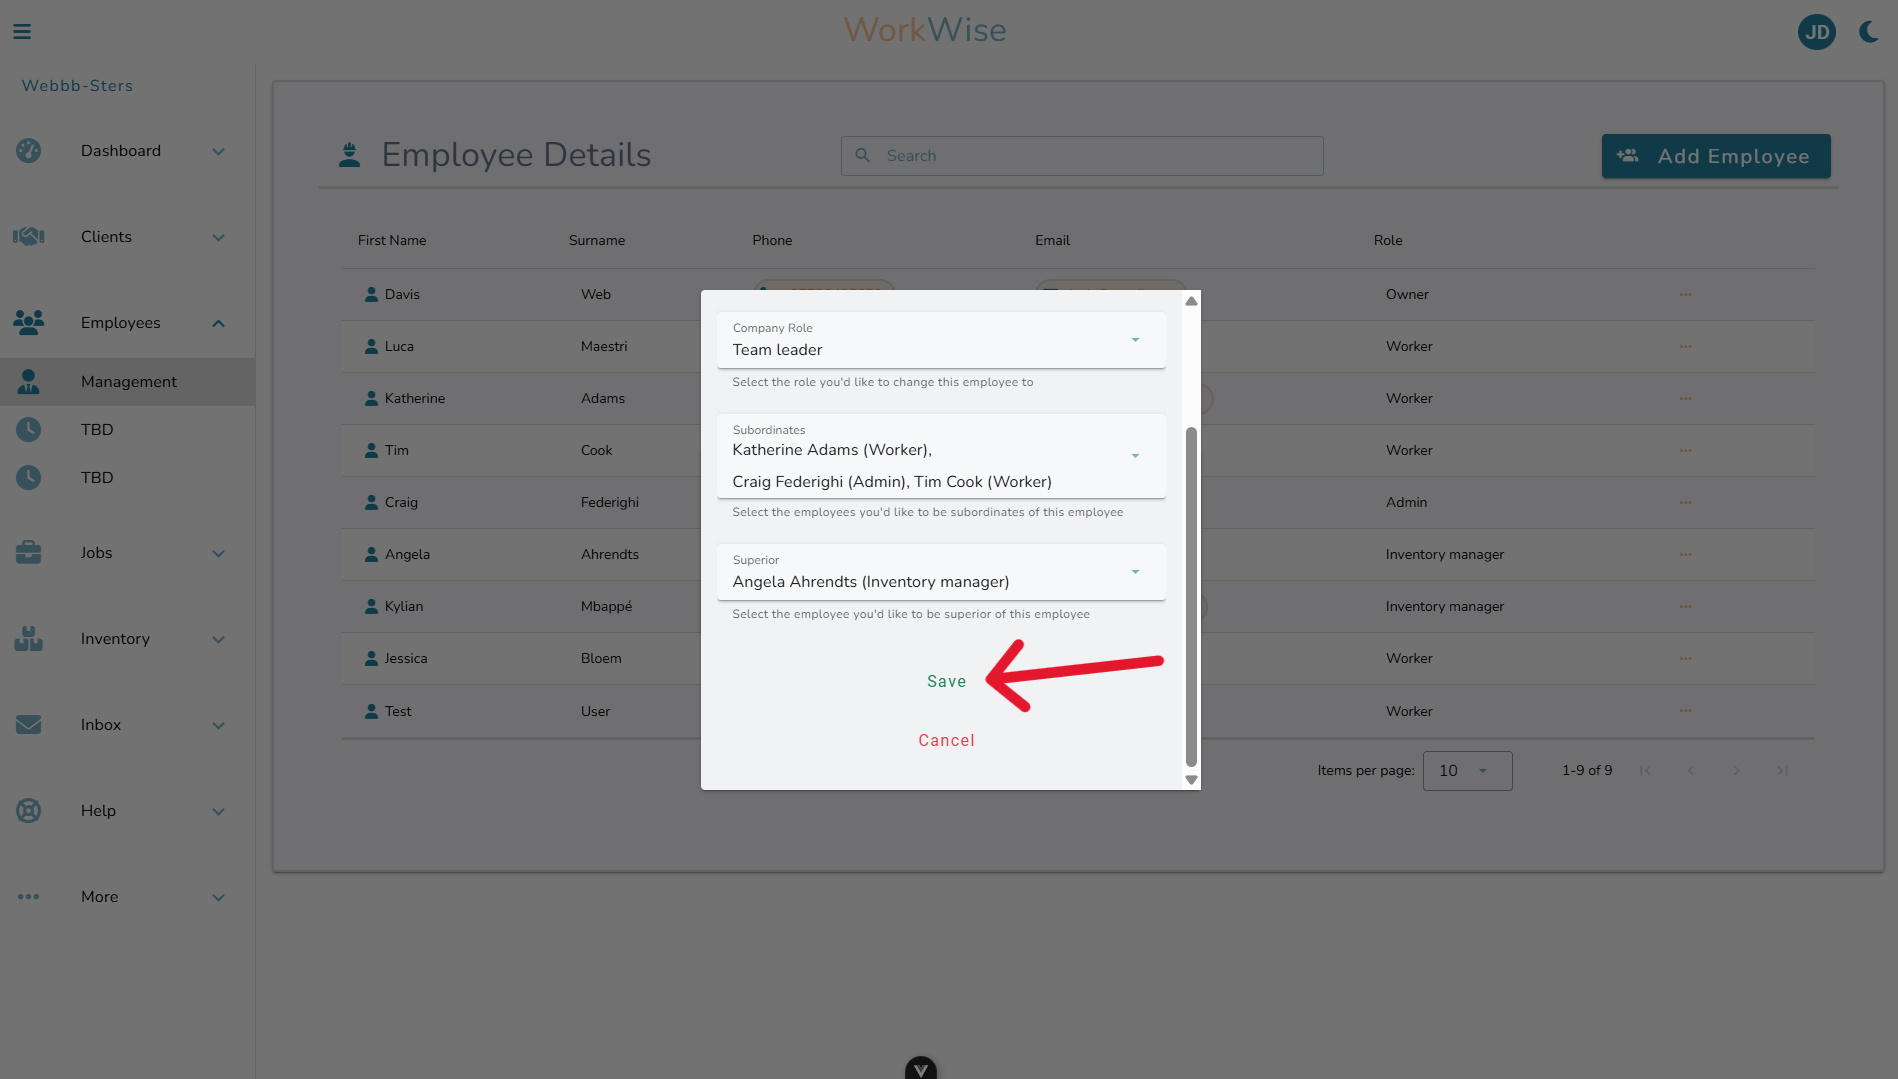 WorkWise
JD
Webbb-Sters
Dashboard
Clients
Employees
Management
TBD
TBD
Jobs
Inventory
Inbox
Help
More
Employee Details
Search
Add Employee
First Name Surname Phone Email Role
Davis Web Owner
Luca Maestri Worker
Katherine Adams Worker
Tim Cook Worker
Craig Federighi Admin
Angela Ahrendts Inventory manager
Kylian Mbappé Inventory manager
Jessica Bloem Worker
Test User Worker
Items per page: 10 1-9 of 9
Company Role
Team leader
Select the role you'd like to change this employee to
Subordinates
Katherine Adams (Worker),
Craig Federighi (Admin), Tim Cook (Worker)
Select the employees you'd like to be subordinates of this employee
Superior
Angela Ahrendts (Inventory manager)
Select the employee you'd like to be superior of this employee
Save
Cancel